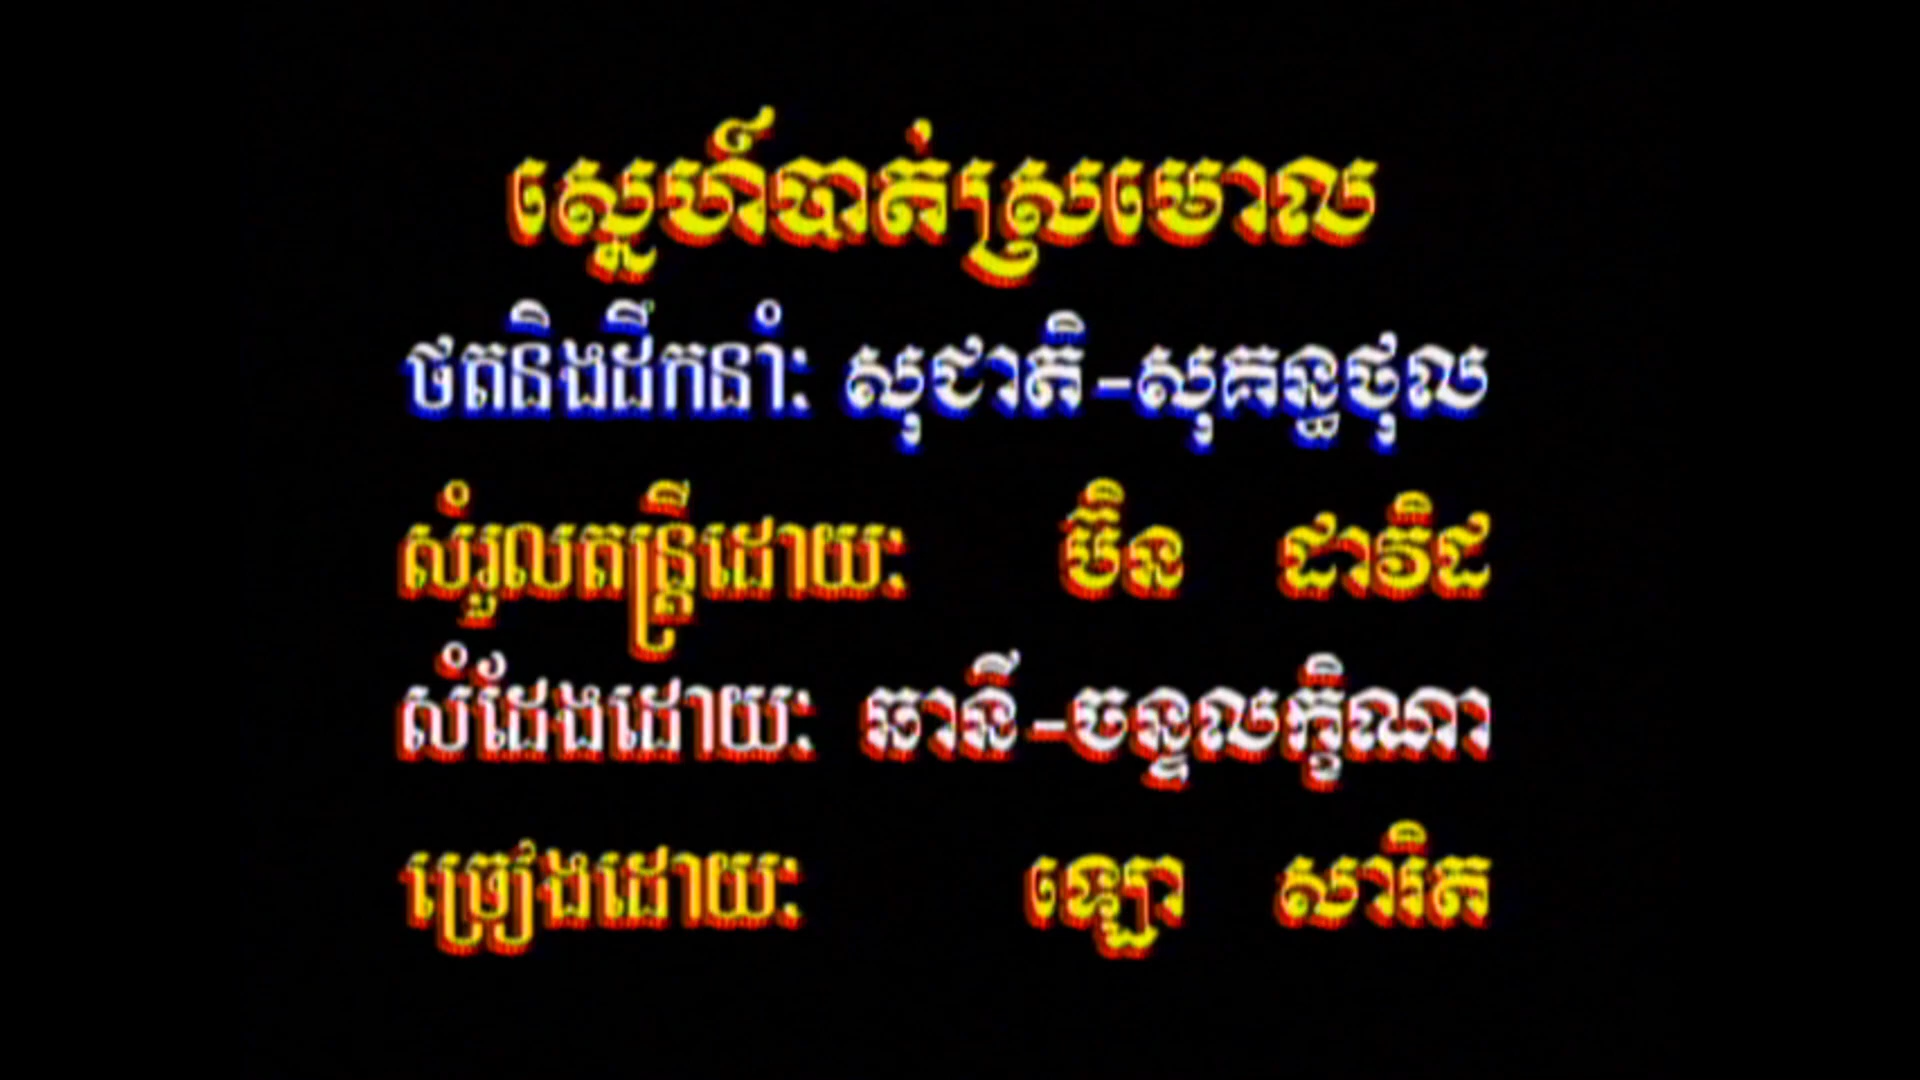 ស្នេហ៍បាត់ស្រមោល
ថតនិងដឹកនាំៈ សុជាតិ-សុគន្ធថុល
សំរួលតន្ត្រីដោយៈ ប៊ិន ដាវីដ
សំដែងដោយៈ ឆានី-ចន្ទលក្ខិណា
ច្រៀងដោយៈ ឡោ សារិត